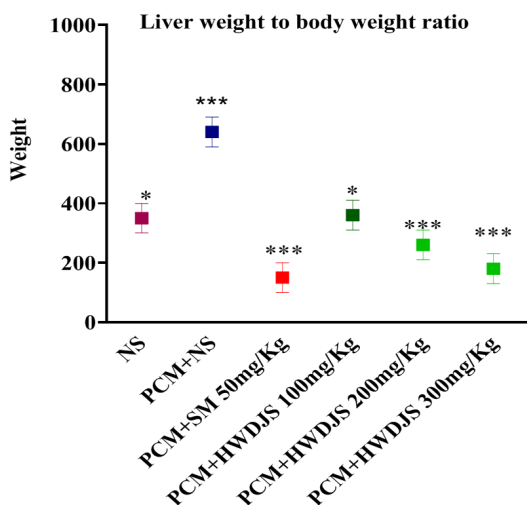 Liver weight to body weight ratio
Weight
1000
800
600
400
200
0
*
***
***
*
***
***
NS
PCM+NS
PCM+SM 50mg/Kg
PCM+HWDJS 100mg/Kg
PCM+HWDJS 200mg/Kg
PCM+HWDJS 300mg/Kg